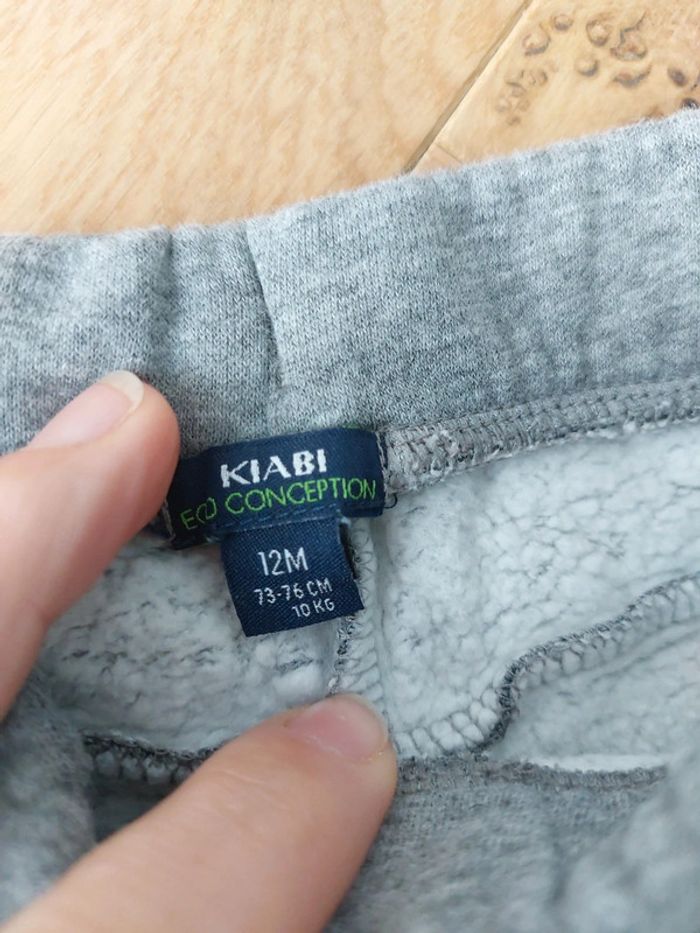 KIABI
ECO CONCEPTION
12M
73-76 CM
10 KG